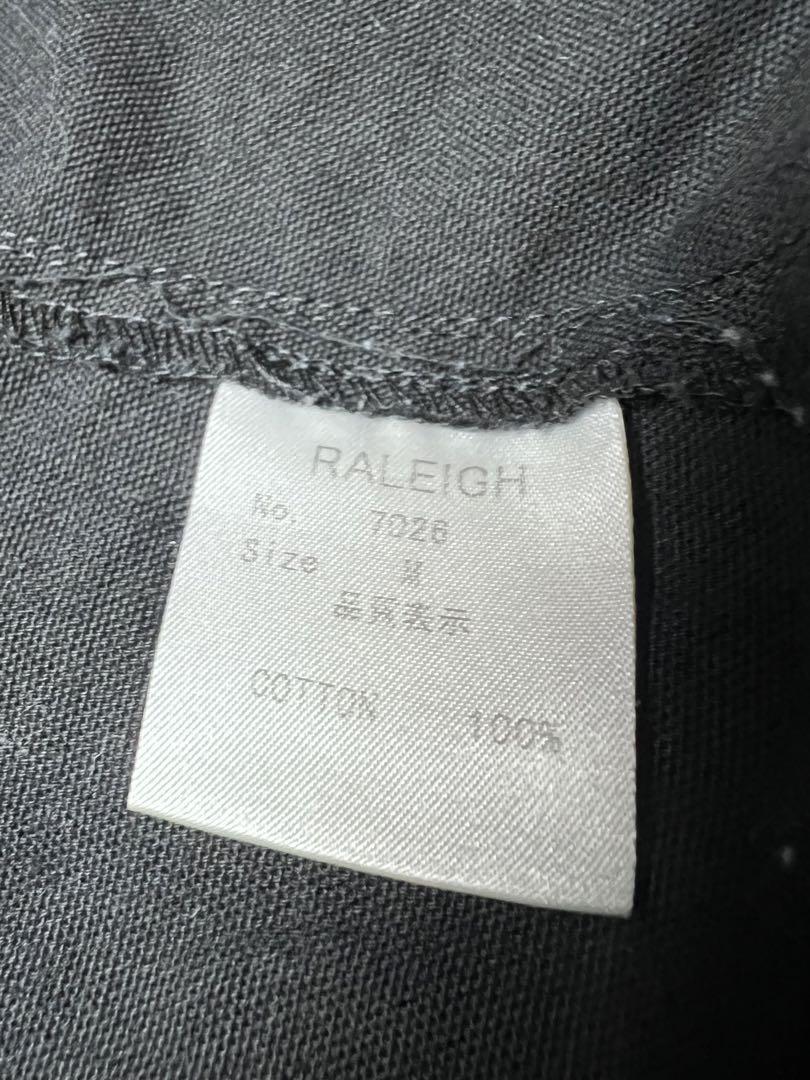 RALEIGH
No. 7026
Size M
品質表示
COTTON 100%